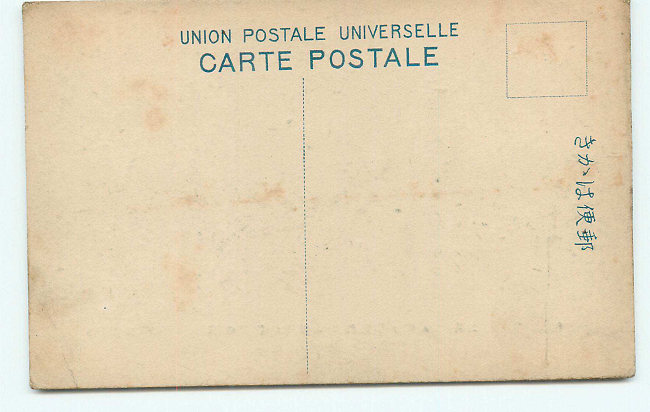 UNION POSTALE UNIVERSELLE
CARTE POSTALE
きかは便郵